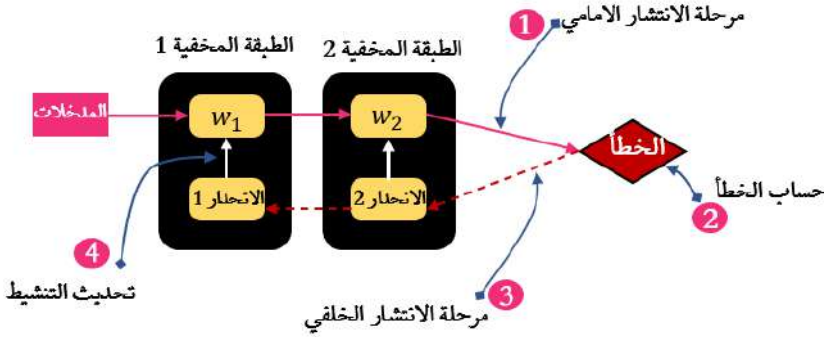 مرحلة الانتشار الامامي
1
الطبقة المخفية 1
الطبقة المخفية 2
المدخلات
w₁
w₂
الخطأ
الانحدار 1
الانحدار 2
حساب الخطأ
2
4
تحديث التنشيط
3
مرحلة الانتشار الخلفي